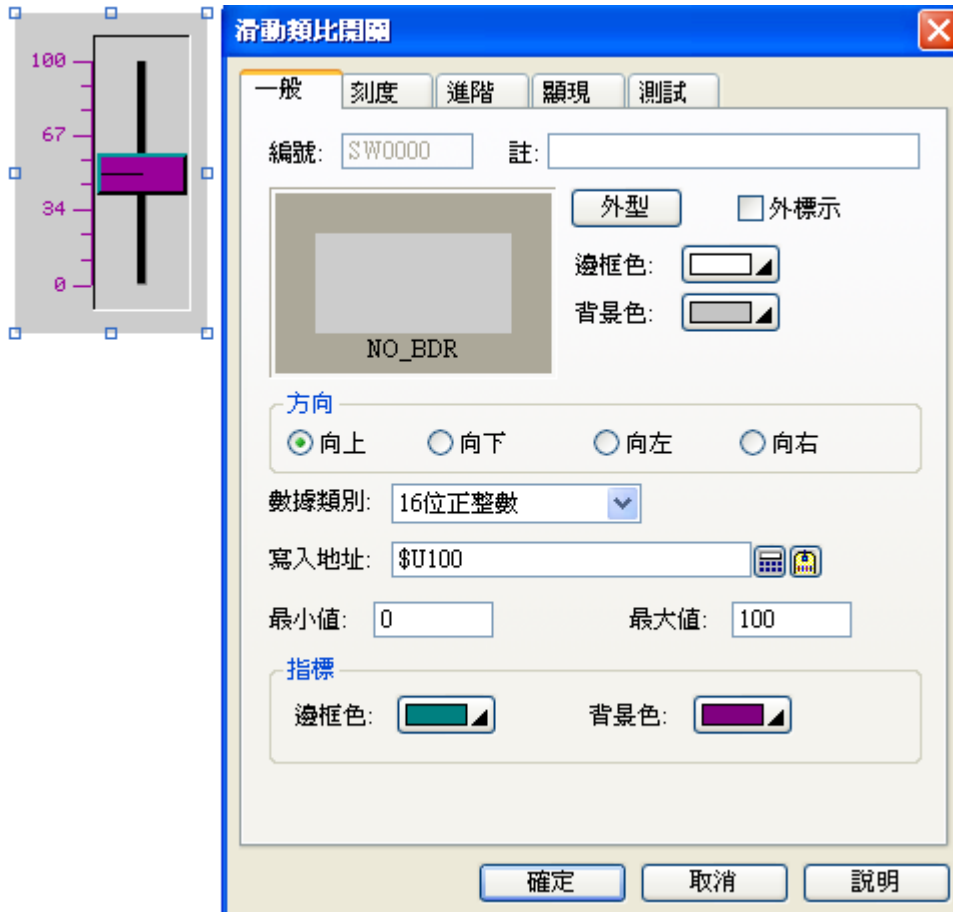 100
67
34
0
滑動類比開關
一般 刻度 進階 顯現 測試
編號: SW0000 註:
外型 外標示
邊框色:
背景色:
NO_BDR
方向
向上 向下 向左 向右
數據類別: 16位正整數
寫入地址: $U100
最小值: 0 最大值: 100
指標
邊框色: 背景色:
確定 取消 說明